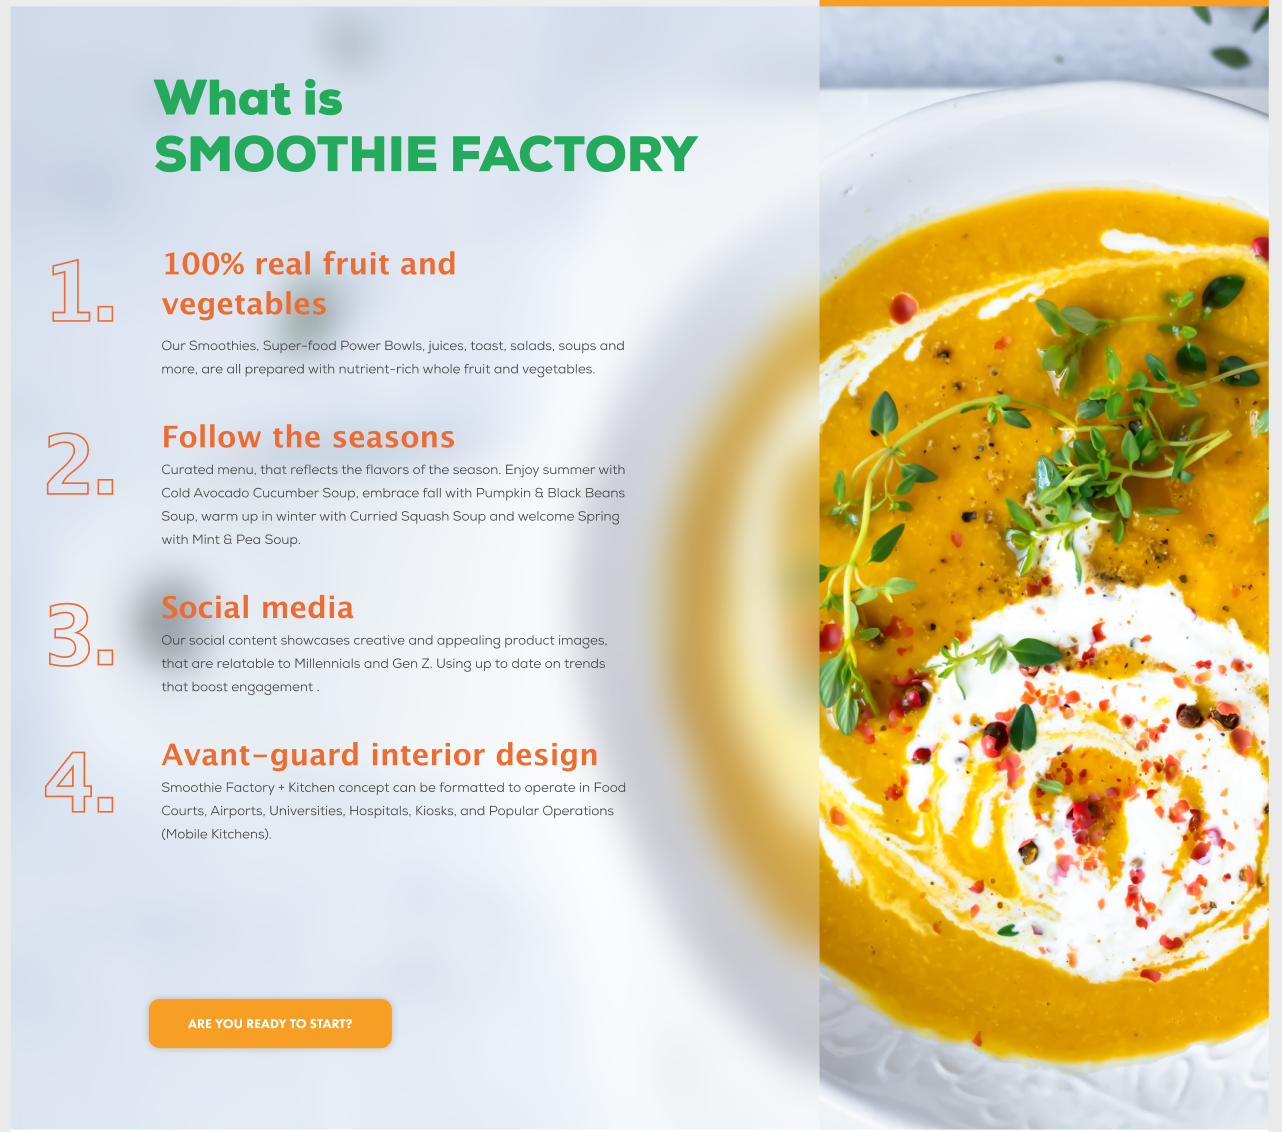 What is
SMOOTHIE FACTORY
1.
100% real fruit and
vegetables
Our Smoothies, Super-food Power Bowls, juices, toast, salads, soups and
more, are all prepared with nutrient-rich whole fruit and vegetables.
2.
Follow the seasons
Curated menu, that reflects the flavors of the season. Enjoy summer with
Cold Avocado Cucumber Soup, embrace fall with Pumpkin & Black Beans
Soup, warm up in winter with Curried Squash Soup and welcome Spring
with Mint & Pea Soup.
3.
Social media
Our social content showcases creative and appealing product images,
that are relatable to Millennials and Gen Z. Using up to date on trends
that boost engagement .
4.
Avant-guard interior design
Smoothie Factory + Kitchen concept can be formatted to operate in Food
Courts, Airports, Universities, Hospitals, Kiosks, and Popular Operations
(Mobile Kitchens).
ARE YOU READY TO START?